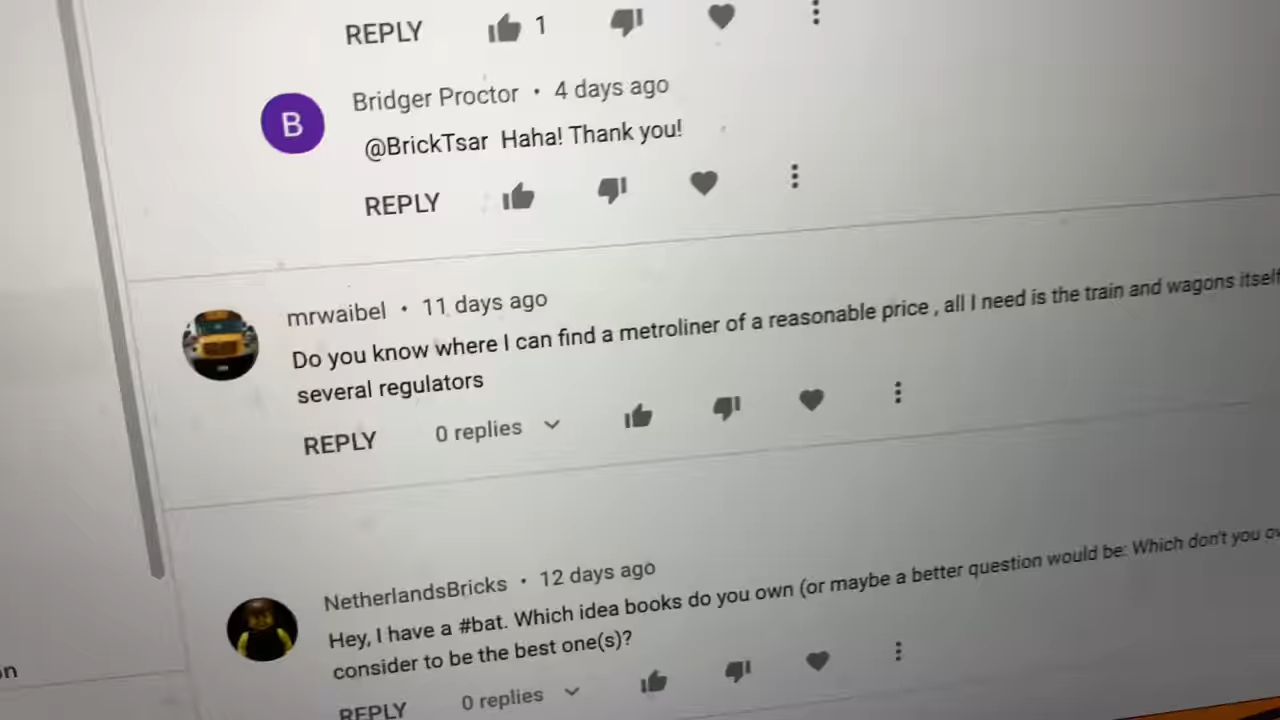 REPLY 1
B Bridger Proctor • 4 days ago
@BrickTsar Haha! Thank you!
REPLY
mrwaibel • 11 days ago
Do you know where I can find a metroliner of a reasonable price , all I need is the train and wagons itself
several regulators
REPLY 0 replies
NetherlandsBricks • 12 days ago
Hey, I have a #bat. Which idea books do you own (or maybe a better question would be: Which don't you
consider to be the best one(s)?
REPLY 0 replies